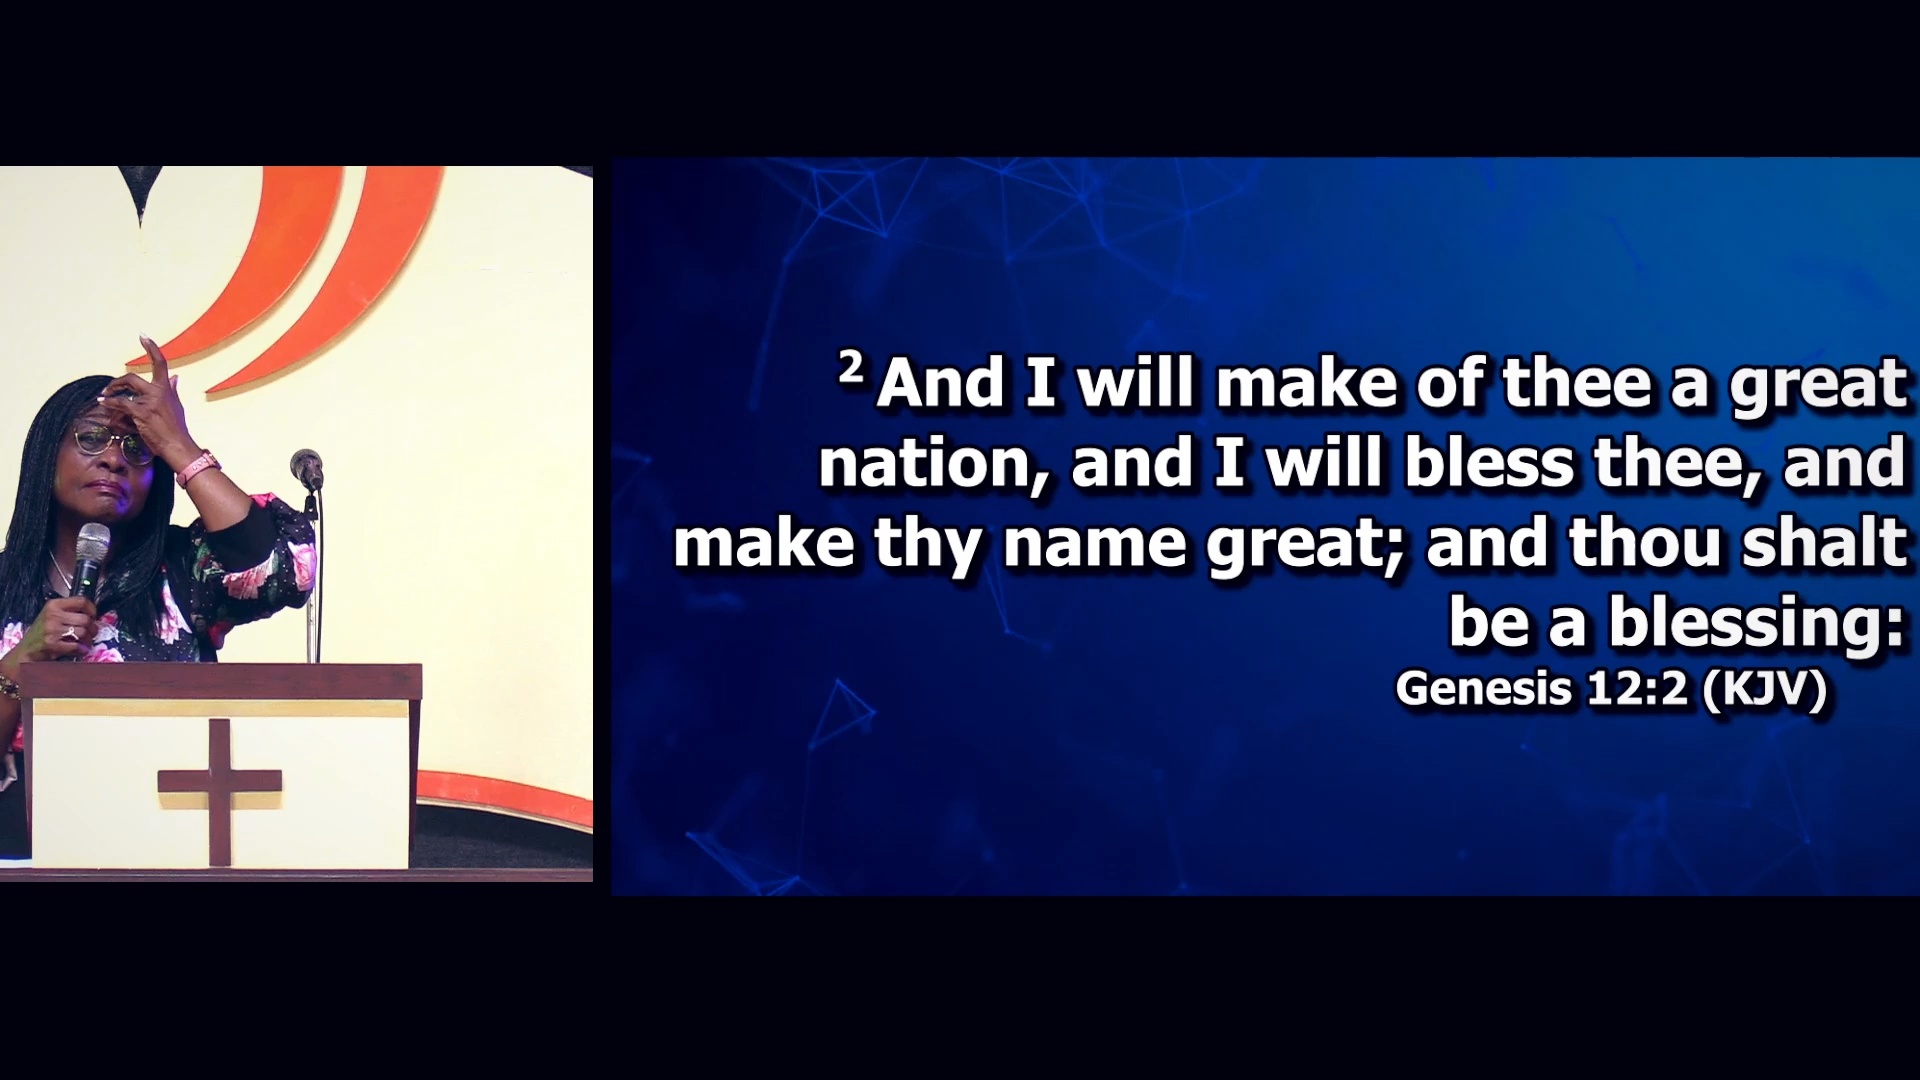 2 And I will make of thee a great
nation, and I will bless thee, and
make thy name great; and thou shalt
be a blessing:
Genesis 12:2 (KJV)